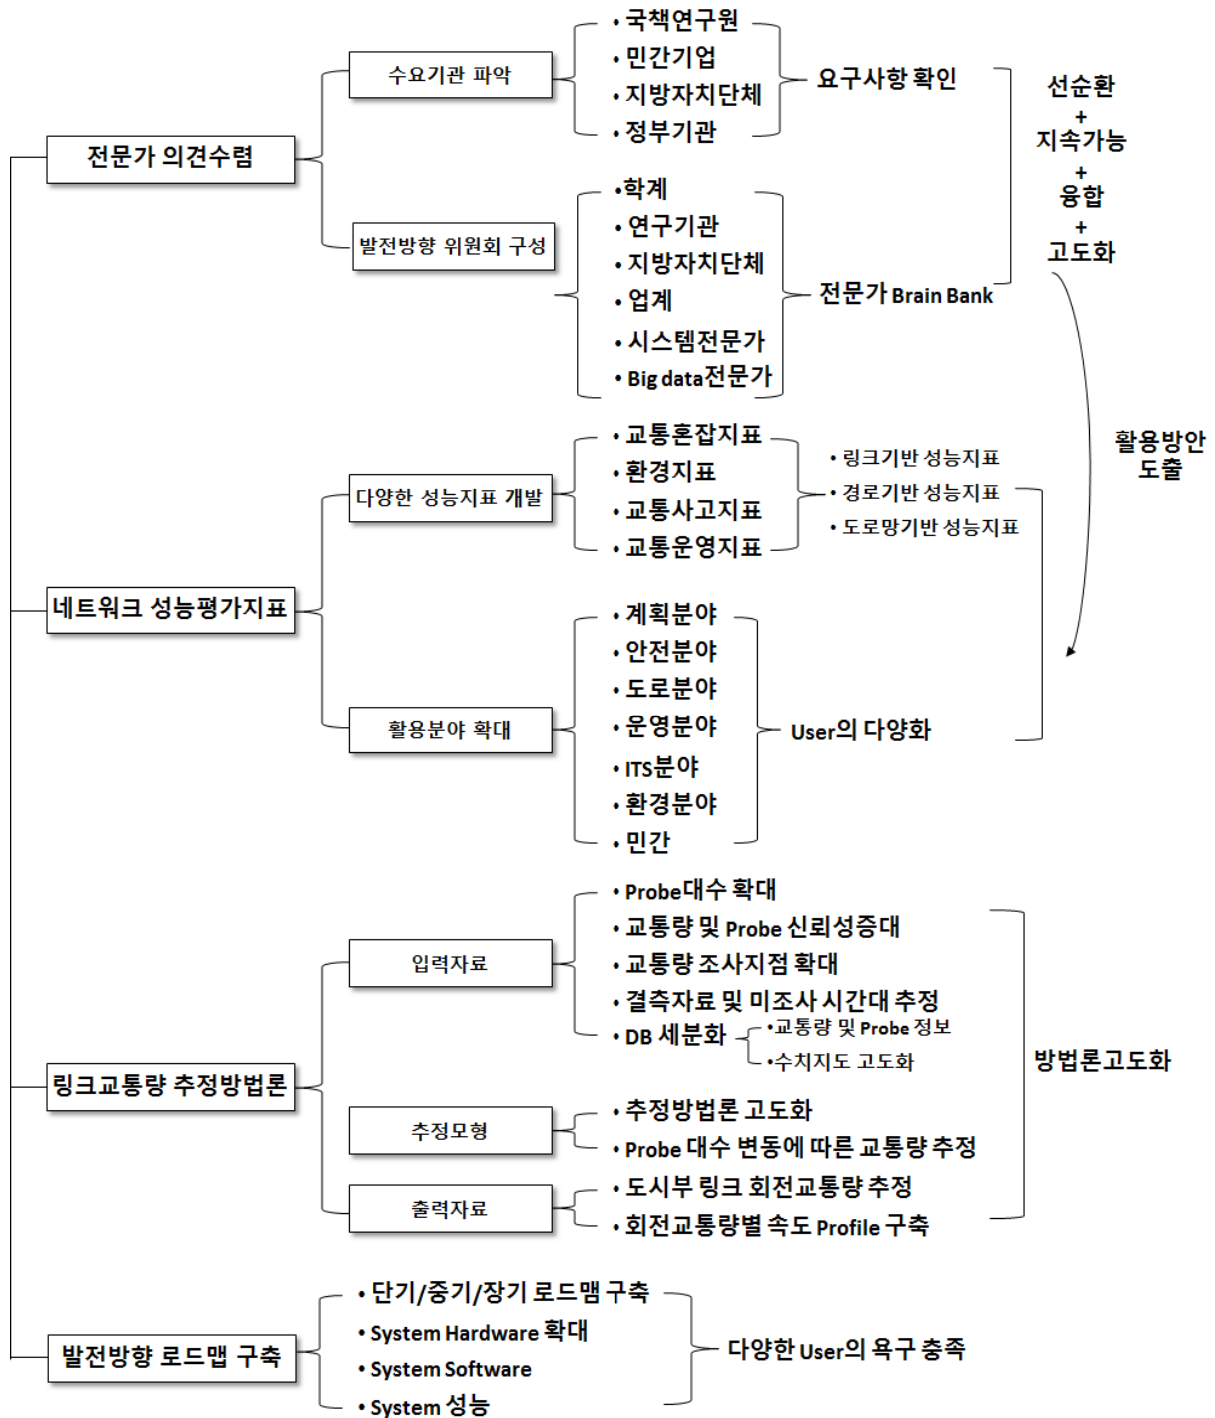 전문가 의견수렴
수요기관 파악
• 국책연구원
• 민간기업
• 지방자치단체
• 정부기관
요구사항 확인
발전방향 위원회 구성
•학계
• 연구기관
• 지방자치단체
• 업계
• 시스템전문가
• Big data전문가
전문가 Brain Bank
선순환
+
지속가능
+
융합
+
고도화
활용방안
도출
네트워크 성능평가지표
다양한 성능지표 개발
• 교통혼잡지표
• 환경지표
• 교통사고지표
• 교통운영지표
• 링크기반 성능지표
• 경로기반 성능지표
• 도로망기반 성능지표
활용분야 확대
• 계획분야
• 안전분야
• 도로분야
• 운영분야
• ITS분야
• 환경분야
• 민간
User의 다양화
링크교통량 추정방법론
입력자료
• Probe대수 확대
• 교통량 및 Probe 신뢰성증대
• 교통량 조사지점 확대
• 결측자료 및 미조사 시간대 추정
• DB 세분화
•교통량 및 Probe 정보
•수치지도 고도화
추정모형
• 추정방법론 고도화
• Probe 대수 변동에 따른 교통량 추정
출력자료
• 도시부 링크 회전교통량 추정
• 회전교통량별 속도 Profile 구축
방법론고도화
발전방향 로드맵 구축
• 단기/중기/장기 로드맵 구축
• System Hardware 확대
• System Software
• System 성능
다양한 User의 욕구 충족